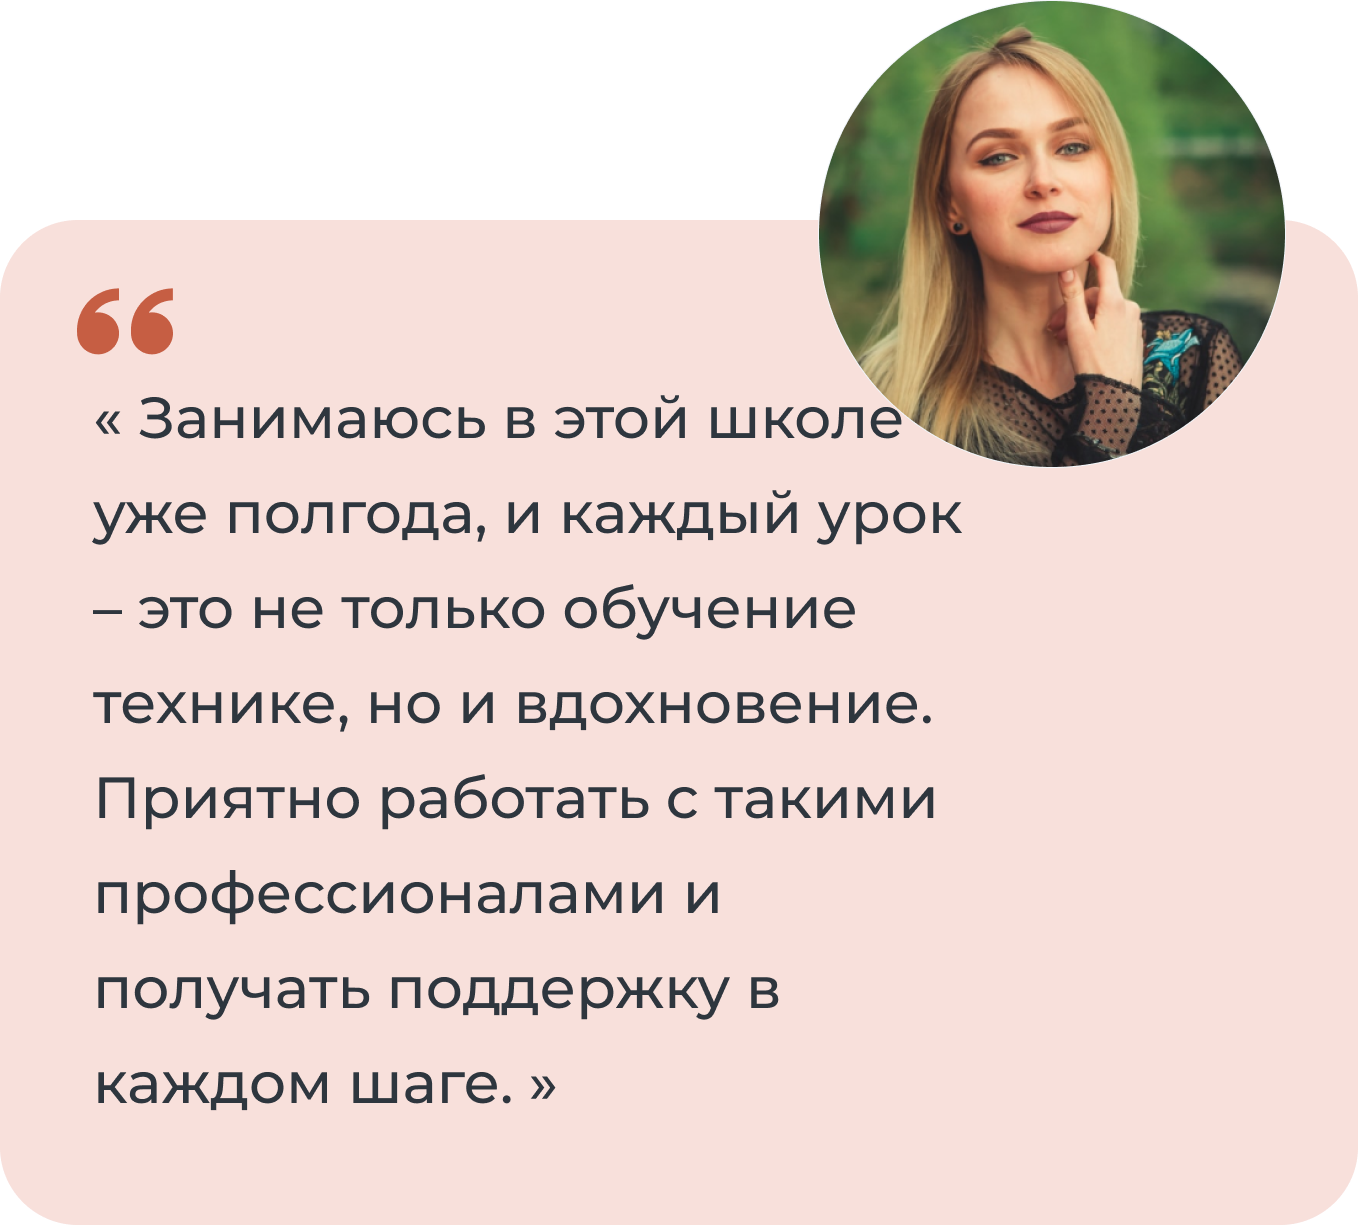 « Занимаюсь в этой школе
уже полгода, и каждый урок
– это не только обучение
технике, но и вдохновение.
Приятно работать с такими
профессионалами и
получать поддержку в
каждом шаге. »